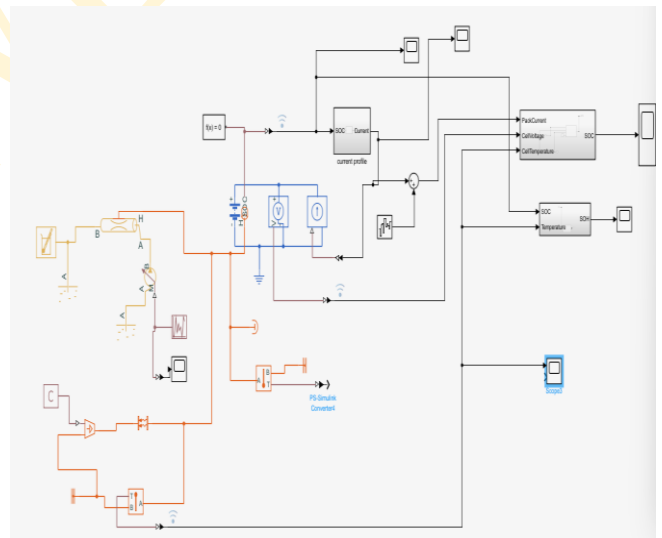 f(x) = 0
SOC Current
current profile
PackCurrent
CellVoltage SOC
CellTemperature
SOC SOH
Temperature
H
B
A
V
A
A
C
B
A T
PS-Simulink
Converter4
Scope3
T
B A